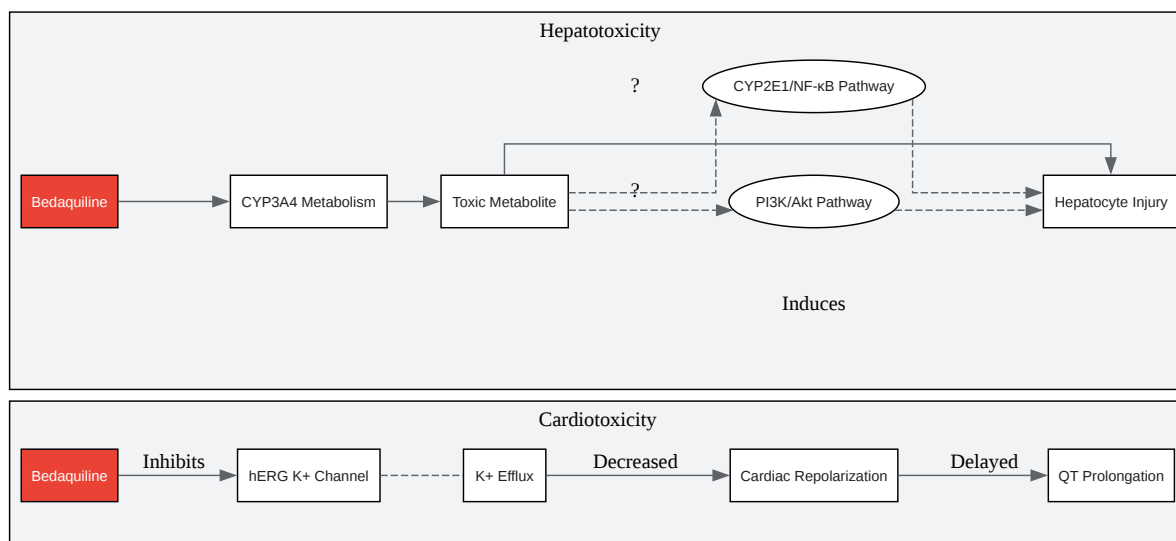 Hepatotoxicity
?
CYP2E1/NF-κB Pathway
Bedaquiline
CYP3A4 Metabolism
Toxic Metabolite
?
PI3K/Akt Pathway
Hepatocyte Injury
Induces
Cardiotoxicity
Bedaquiline
Inhibits
hERG K+ Channel
K+ Efflux
Decreased
Cardiac Repolarization
Delayed
QT Prolongation